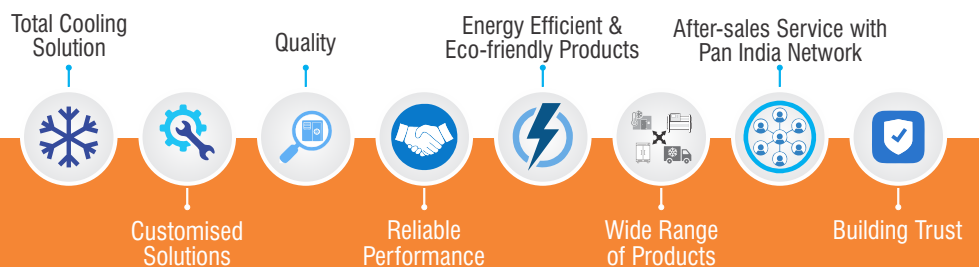 Total Cooling
Solution
Customised
Solutions
Quality
Reliable
Performance
Energy Efficient &
Eco-friendly Products
Wide Range
of Products
After-sales Service with
Pan India Network
Building Trust